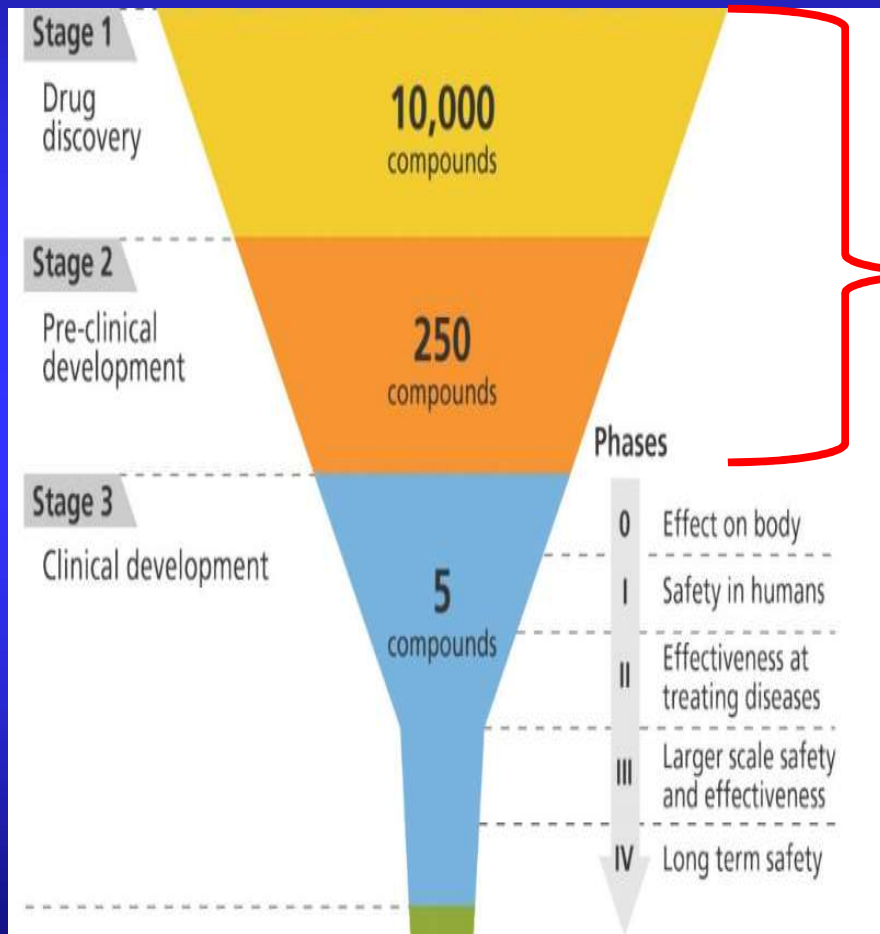 Stage 1
Drug
discovery
10,000
compounds
Stage 2
Pre-clinical
development
250
compounds
Stage 3
Clinical development
5
compounds
Phases
0 Effect on body
I Safety in humans
II Effectiveness at
treating diseases
III Larger scale safety
and effectiveness
IV Long term safety